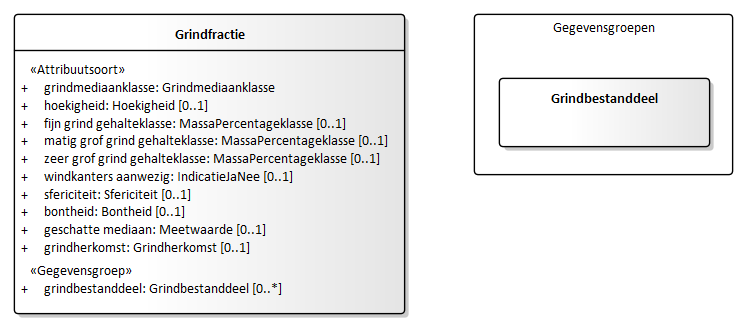 Grindfractie
«Attribuutsoort»
+ grindmediaanklasse: Grindmediaanklasse
+ hoekigheid: Hoekigheid [0..1]
+ fijn grind gehalteklasse: MassaPercentageklasse [0..1]
+ matig grof grind gehalteklasse: MassaPercentageklasse [0..1]
+ zeer grof grind gehalteklasse: MassaPercentageklasse [0..1]
+ windkanters aanwezig: IndicatieJaNee [0..1]
+ sfericiteit: Sfericiteit [0..1]
+ bontheid: Bontheid [0..1]
+ geschatte mediaan: Meetwaarde [0..1]
+ grindherkomst: Grindherkomst [0..1]
«Gegevensgroep»
+ grindbestanddeel: Grindbestanddeel [0..*]
Gegevensgroepen
Grindbestanddeel